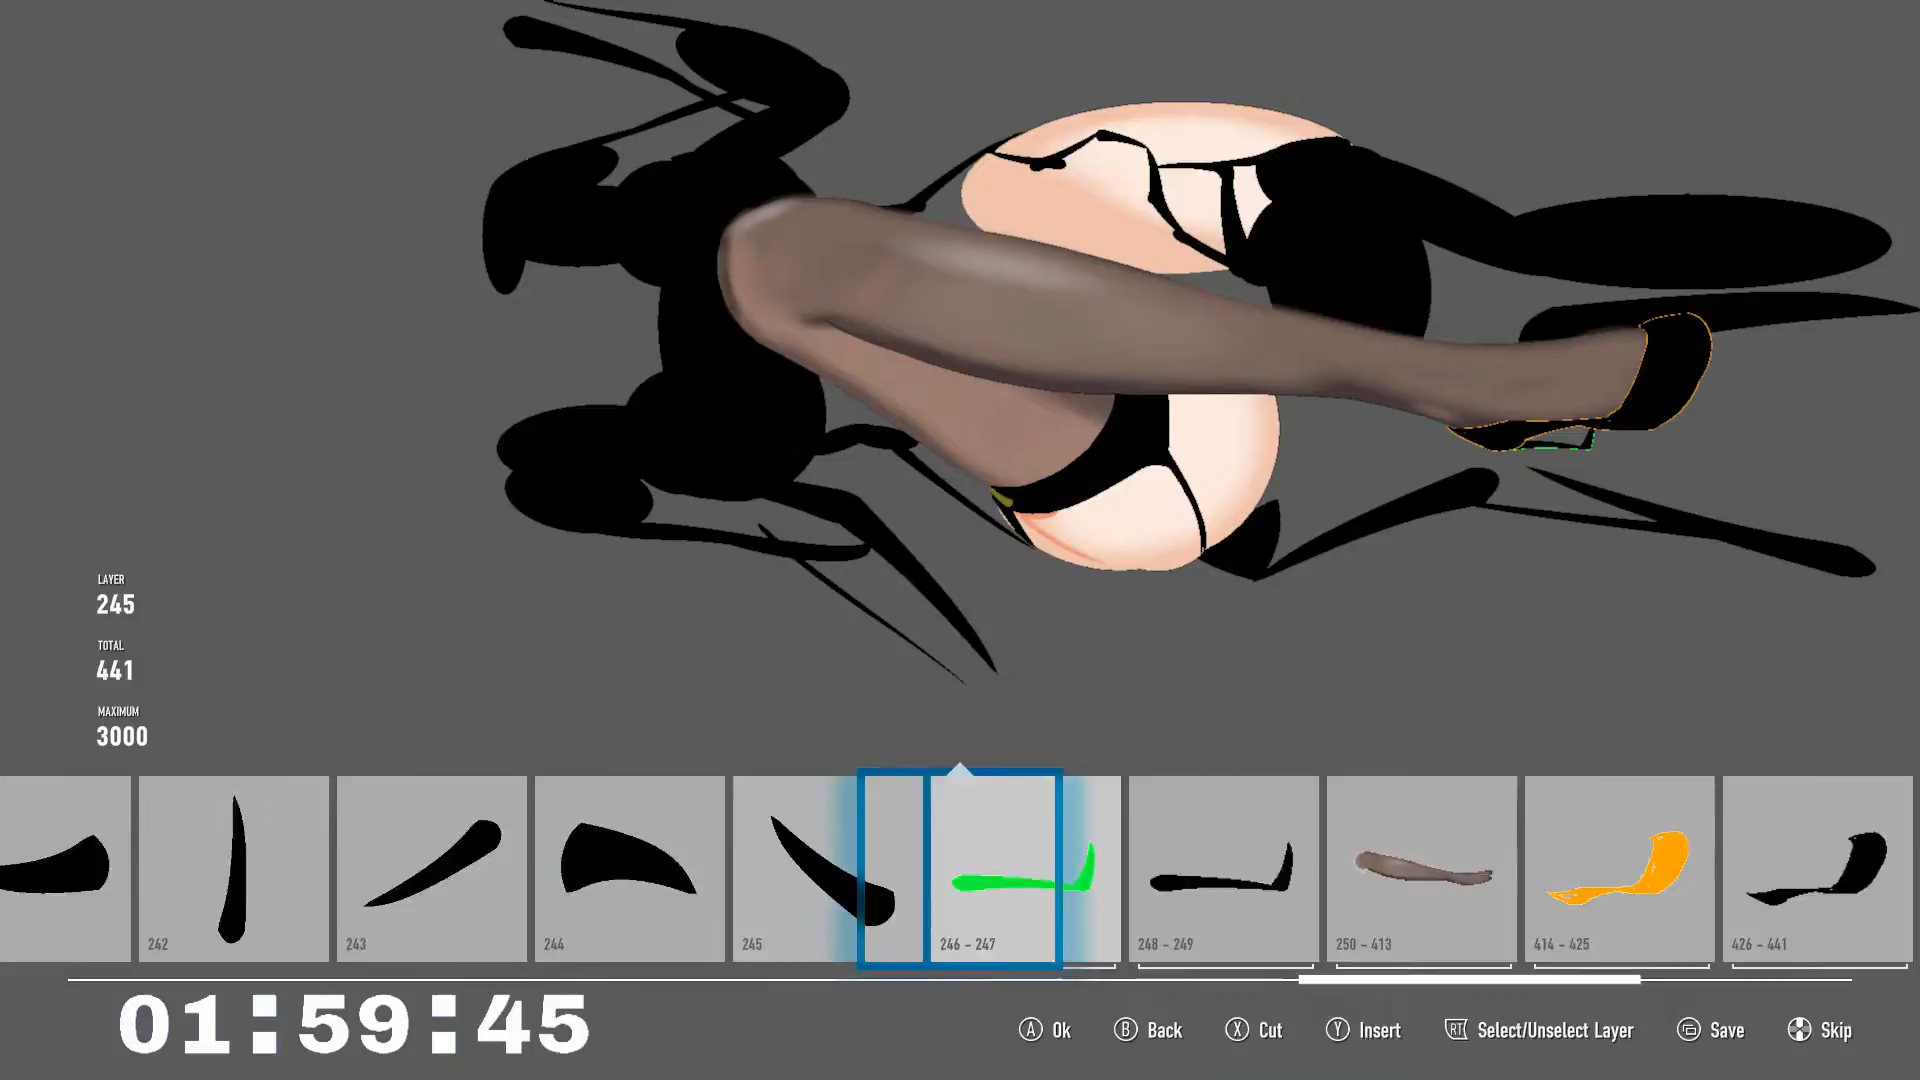 LAYER
245
TOTAL
441
MAXIMUM
3000
242
243
244
245
246 - 247
248 - 249
250 - 413
414 - 425
426 - 441
01:59:45
A Ok
B Back
X Cut
Y Insert
RT Select/Unselect Layer
Save
Skip